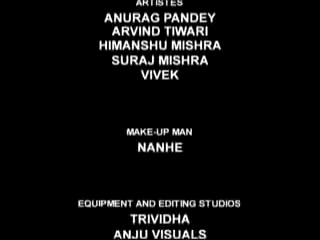 ARTISTES
ANURAG PANDEY
ARVIND TIWARI
HIMANSHU MISHRA
SURAJ MISHRA
VIVEK
MAKE-UP MAN
NANHE
EQUIPMENT AND EDITING STUDIOS
TRIVIDHA
ANJU VISUALS